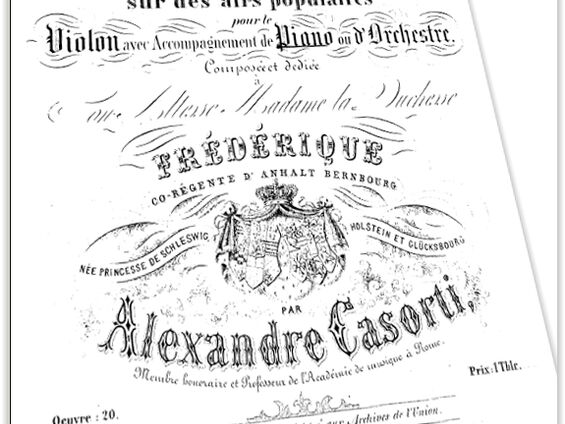 sur des airs populaires
pour le
Violon avec Accompagnement de Piano ou d'Orchestre.
Composée et dediée
à
Son Altesse Madame la Duchesse
FRÉDÉRIQUE
CO-RÉGENTE D'ANHALT BERNBOURG
NÉE PRINCESSE DE SCHLESWIG,
HOLSTEIN ET GLÜCKSBOURG
PAR
Alexandre Casorti,
Membre honoraire et Professeur de l'Académie de musique à Rome.
Oeuvre : 20.
Prix: 1 Thlr.
aux Archives de l'Union.